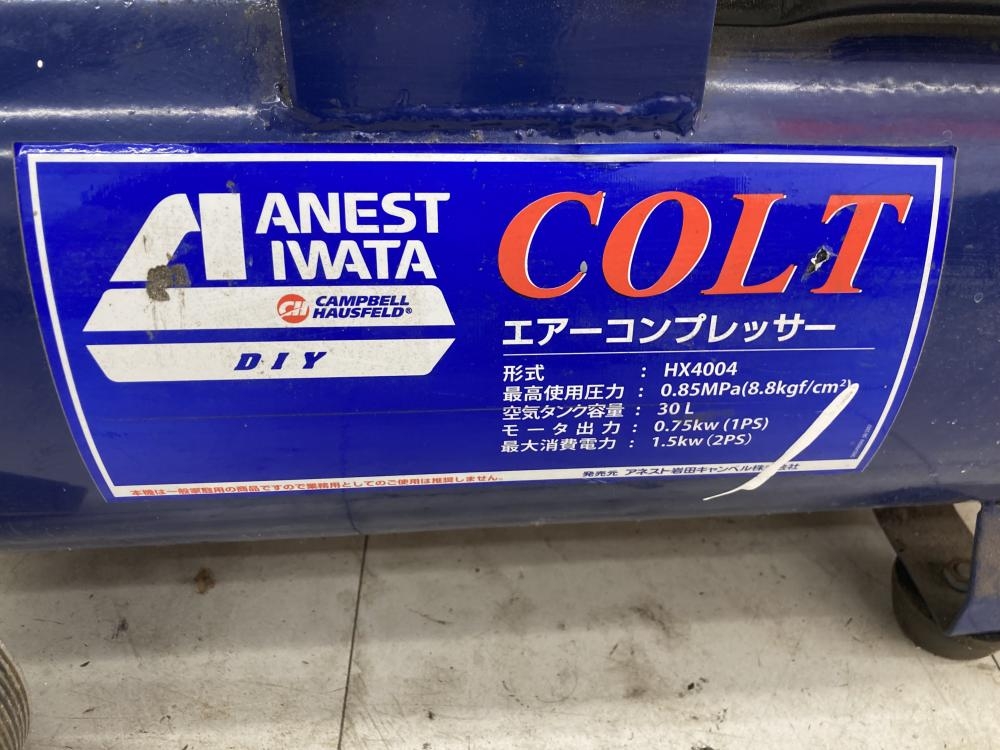 ANEST
IWATA
CH CAMPBELL
HAUSFELD®
DIY
COLT
エアーコンプレッサー
形式 : HX4004
最高使用圧力 : 0.85MPa(8.8kgf/cm²)
空気タンク容量 : 30 L
モータ出力 : 0.75kw (1PS)
最大消費電力 : 1.5kw (2PS)
発売元 アネスト岩田キャンベル株式会社
本機は一般家庭用の商品ですので業務用としてのご使用は推奨しません。